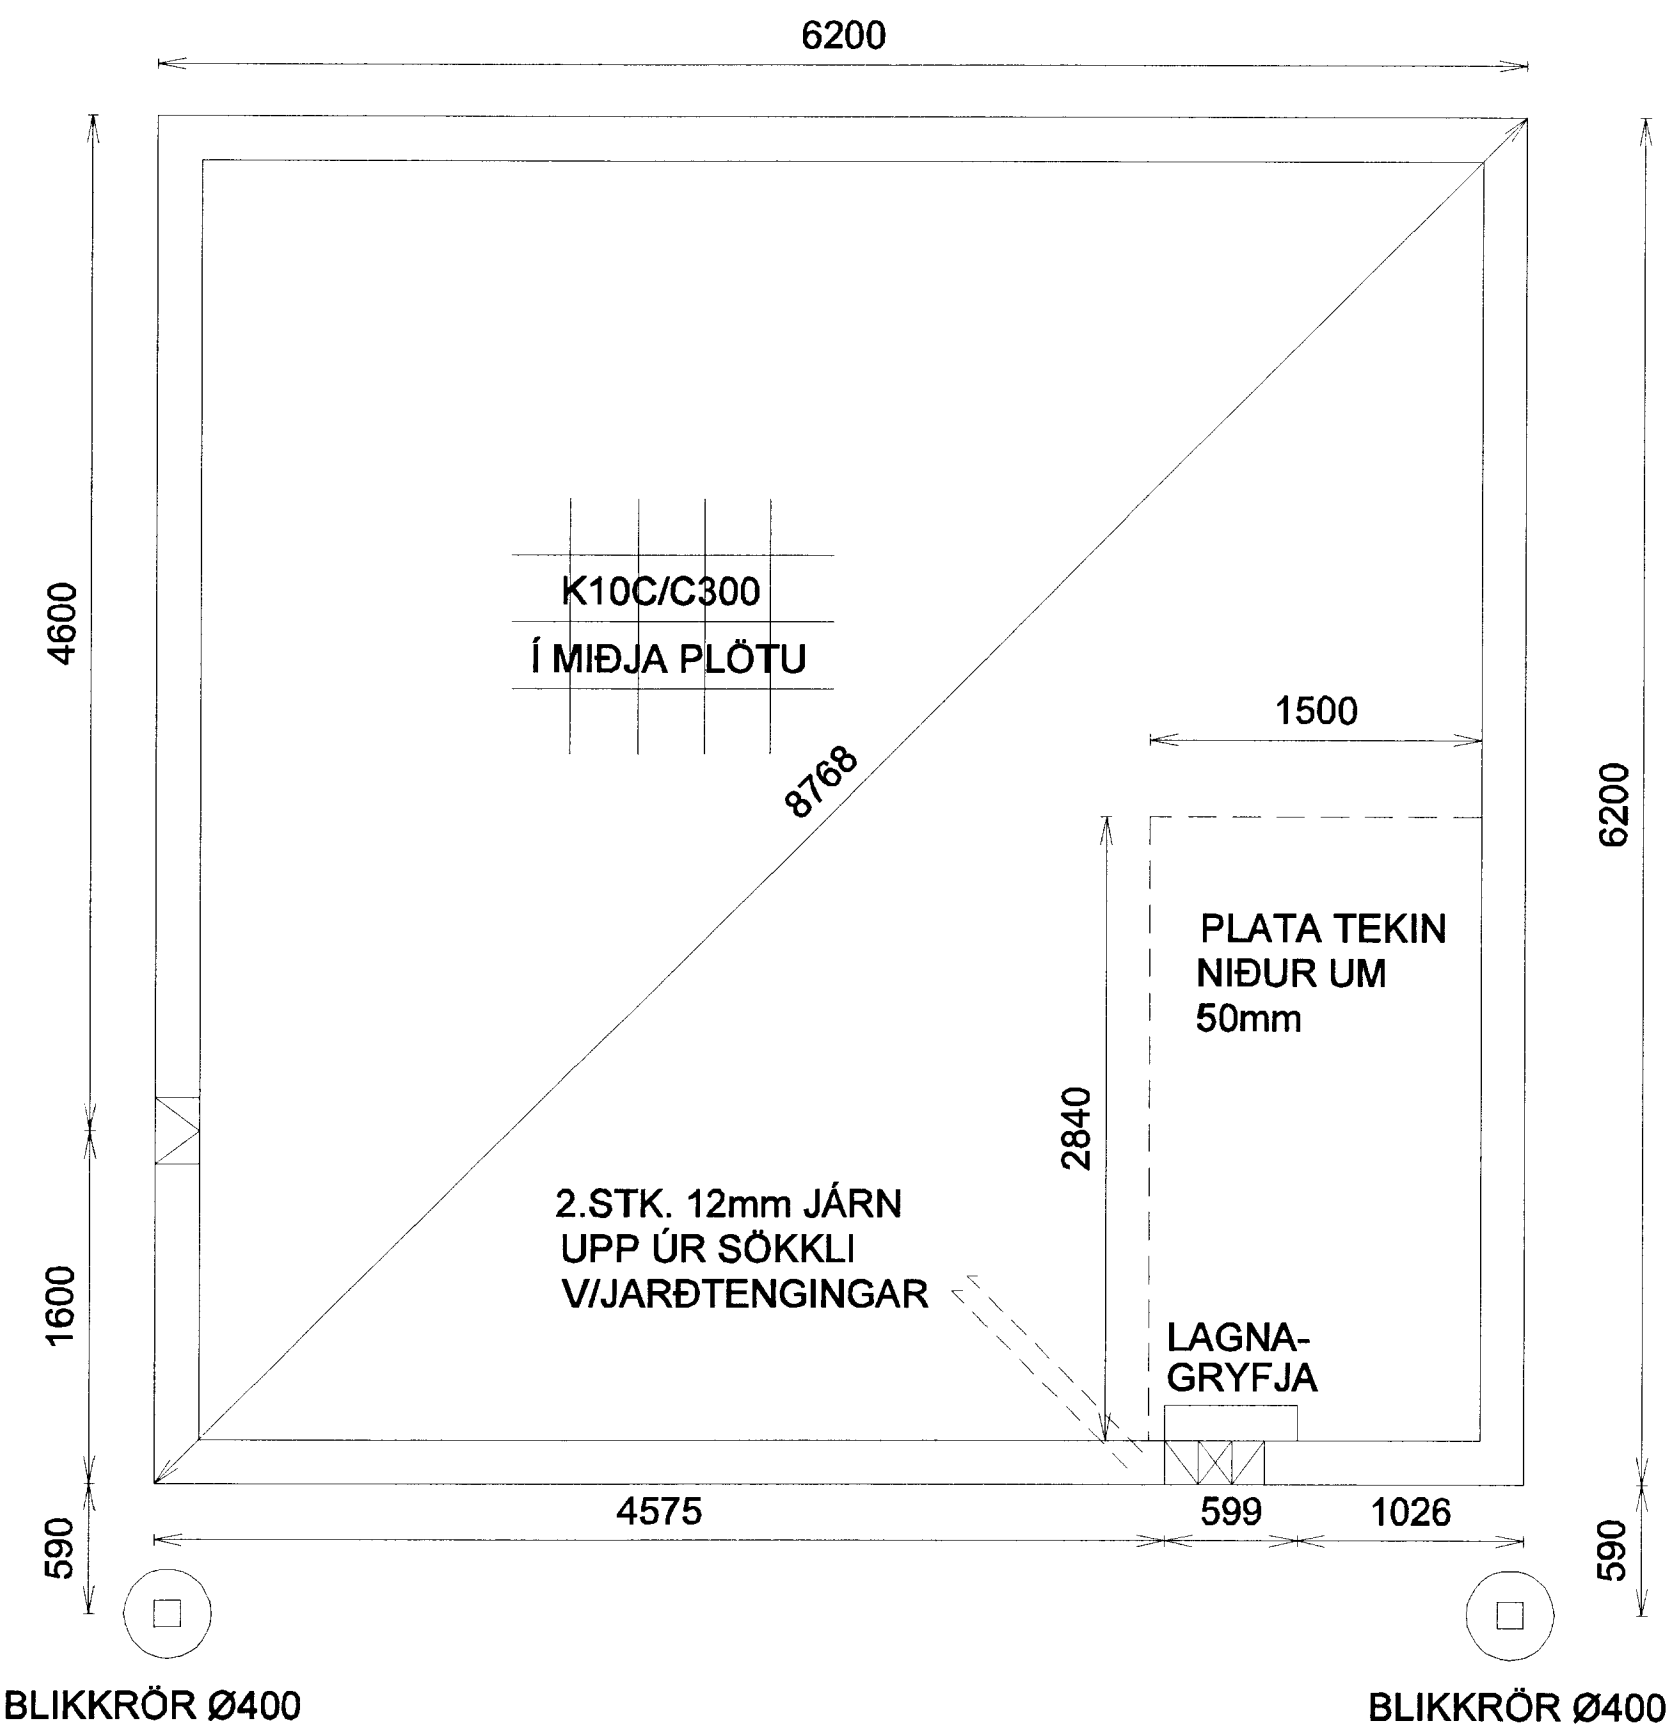 6200
4600
K10C/C300
Í MIÐJA PLÖTU
1500
8768
6200
PLATA TEKIN
NIÐUR UM
50mm
2840
2.STK. 12mm JÁRN
UPP ÚR SÖKKLI
V/JARÐTENGINGAR
1600
LAGNA-
GRYFJA
4575
599
1026
590
590
BLIKKRÖR Ø400
BLIKKRÖR Ø400